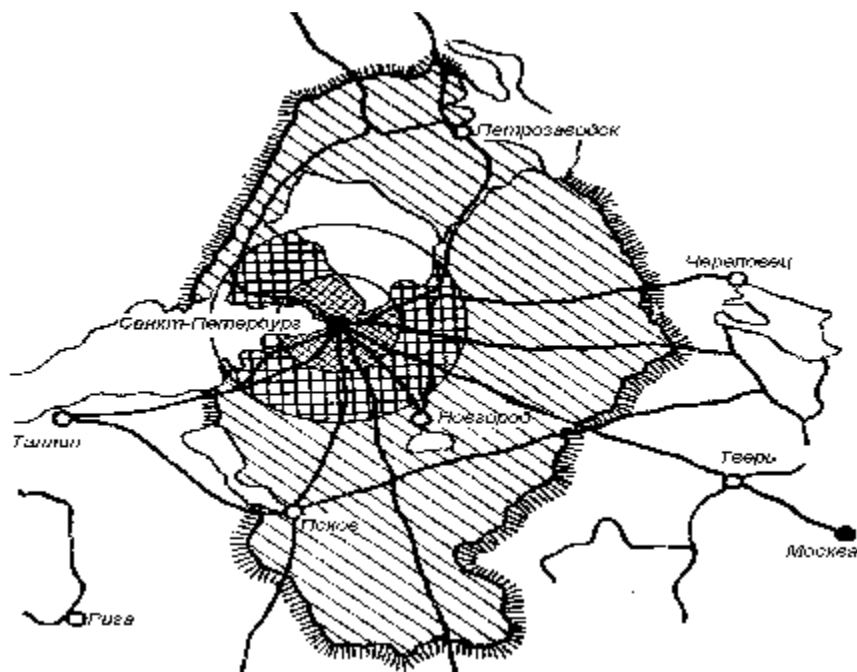 Петрозаводск
Череповец
Санкт-Петербург
Новгород
Таллин
Тверь
Псков
Москва
Рига